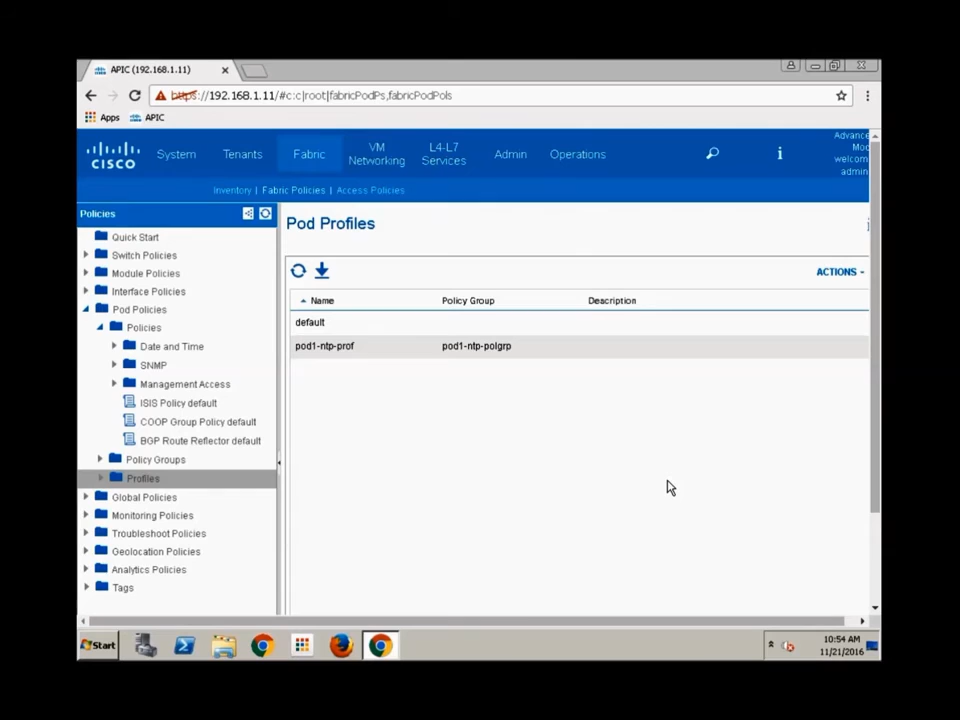 APIC (192.168.1.11)
https://192.168.1.11/#c:c|root|fabricPodPs,fabricPodPols
Apps APIC
CISCO
System
Tenants
Fabric
VM
Networking
L4-L7
Services
Admin
Operations
i
Advance
Mod
welcom
admin
Inventory | Fabric Policies | Access Policies
Policies
Quick Start
Switch Policies
Module Policies
Interface Policies
Pod Policies
Policies
Date and Time
SNMP
Management Access
ISIS Policy default
COOP Group Policy default
BGP Route Reflector default
Policy Groups
Profiles
Global Policies
Monitoring Policies
Troubleshoot Policies
Geolocation Policies
Analytics Policies
Tags
Pod Profiles
i
ACTIONS
Name Policy Group Description
default
pod1-ntp-prof pod1-ntp-polgrp
Start
10:54 AM
11/21/2016